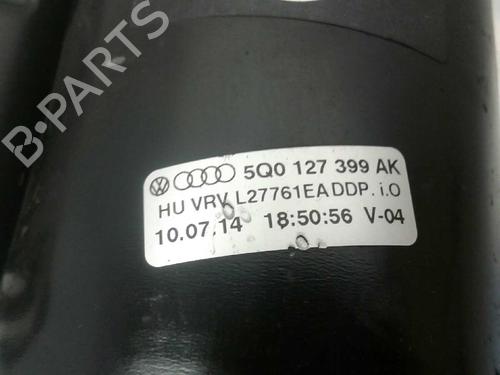 B-PARTS
5Q0 127 399 AK
HU VRV L27761EA DDP. i.O
10.07.14 18:50:56 V-04